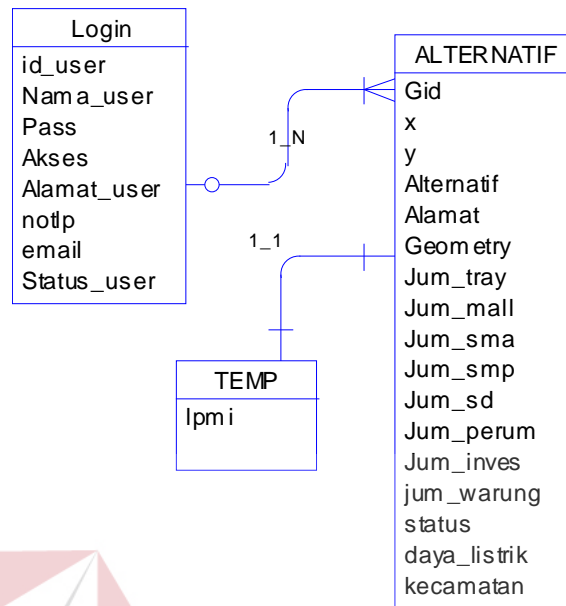 Login
id_user
Nama_user
Pass
Akses
Alamat_user
notlp
email
Status_user
1_N
1_1
TEMP
Ipmi
ALTERNATIF
Gid
x
y
Alternatif
Alamat
Geometry
Jum_tray
Jum_mall
Jum_sma
Jum_smp
Jum_sd
Jum_perum
Jum_inves
jum_warung
status
daya_listrik
kecamatan